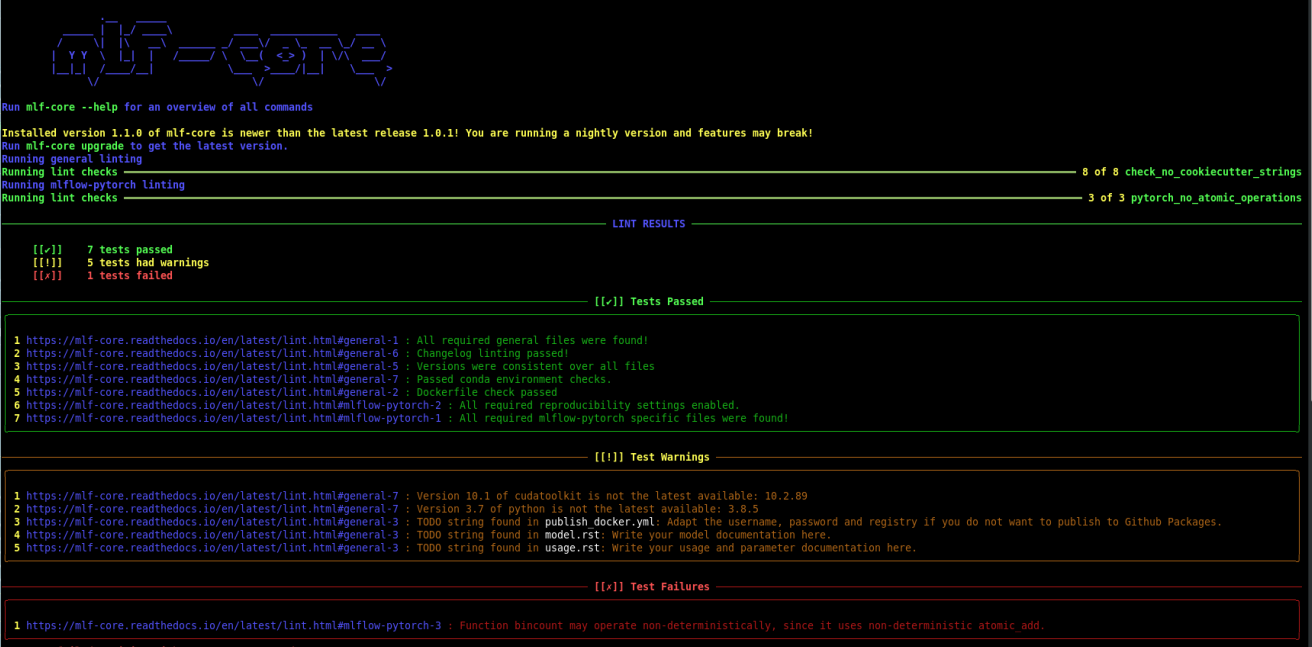 mlf-core
Run mlf-core --help for an overview of all commands
Installed version 1.1.0 of mlf-core is newer than the latest release 1.0.1! You are running a nightly version and features may break!
Run mlf-core upgrade to get the latest version.
Running general linting
Running lint checks 8 of 8 check_no_cookiecutter_strings
Running mlflow-pytorch linting
Running lint checks 3 of 3 pytorch_no_atomic_operations
LINT RESULTS
[[✔]] 7 tests passed
[[!]] 5 tests had warnings
[[✗]] 1 tests failed
[[✔]] Tests Passed
1 https://mlf-core.readthedocs.io/en/latest/lint.html#general-1 : All required general files were found!
2 https://mlf-core.readthedocs.io/en/latest/lint.html#general-6 : Changelog linting passed!
3 https://mlf-core.readthedocs.io/en/latest/lint.html#general-5 : Versions were consistent over all files
4 https://mlf-core.readthedocs.io/en/latest/lint.html#general-7 : Passed conda environment checks.
5 https://mlf-core.readthedocs.io/en/latest/lint.html#general-2 : Dockerfile check passed
6 https://mlf-core.readthedocs.io/en/latest/lint.html#mlflow-pytorch-2 : All required reproducibility settings enabled.
7 https://mlf-core.readthedocs.io/en/latest/lint.html#mlflow-pytorch-1 : All required mlflow-pytorch specific files were found!
[[!]] Test Warnings
1 https://mlf-core.readthedocs.io/en/latest/lint.html#general-7 : Version 10.1 of cudatoolkit is not the latest available: 10.2.89
2 https://mlf-core.readthedocs.io/en/latest/lint.html#general-7 : Version 3.7 of python is not the latest available: 3.8.5
3 https://mlf-core.readthedocs.io/en/latest/lint.html#general-3 : TODO string found in publish_docker.yml: Adapt the username, password and registry if you do not want to publish to Github Packages.
4 https://mlf-core.readthedocs.io/en/latest/lint.html#general-3 : TODO string found in model.rst: Write your model documentation here.
5 https://mlf-core.readthedocs.io/en/latest/lint.html#general-3 : TODO string found in usage.rst: Write your usage and parameter documentation here.
[[✗]] Test Failures
1 https://mlf-core.readthedocs.io/en/latest/lint.html#mlflow-pytorch-3 : Function bincount may operate non-deterministically, since it uses non-deterministic atomic_add.